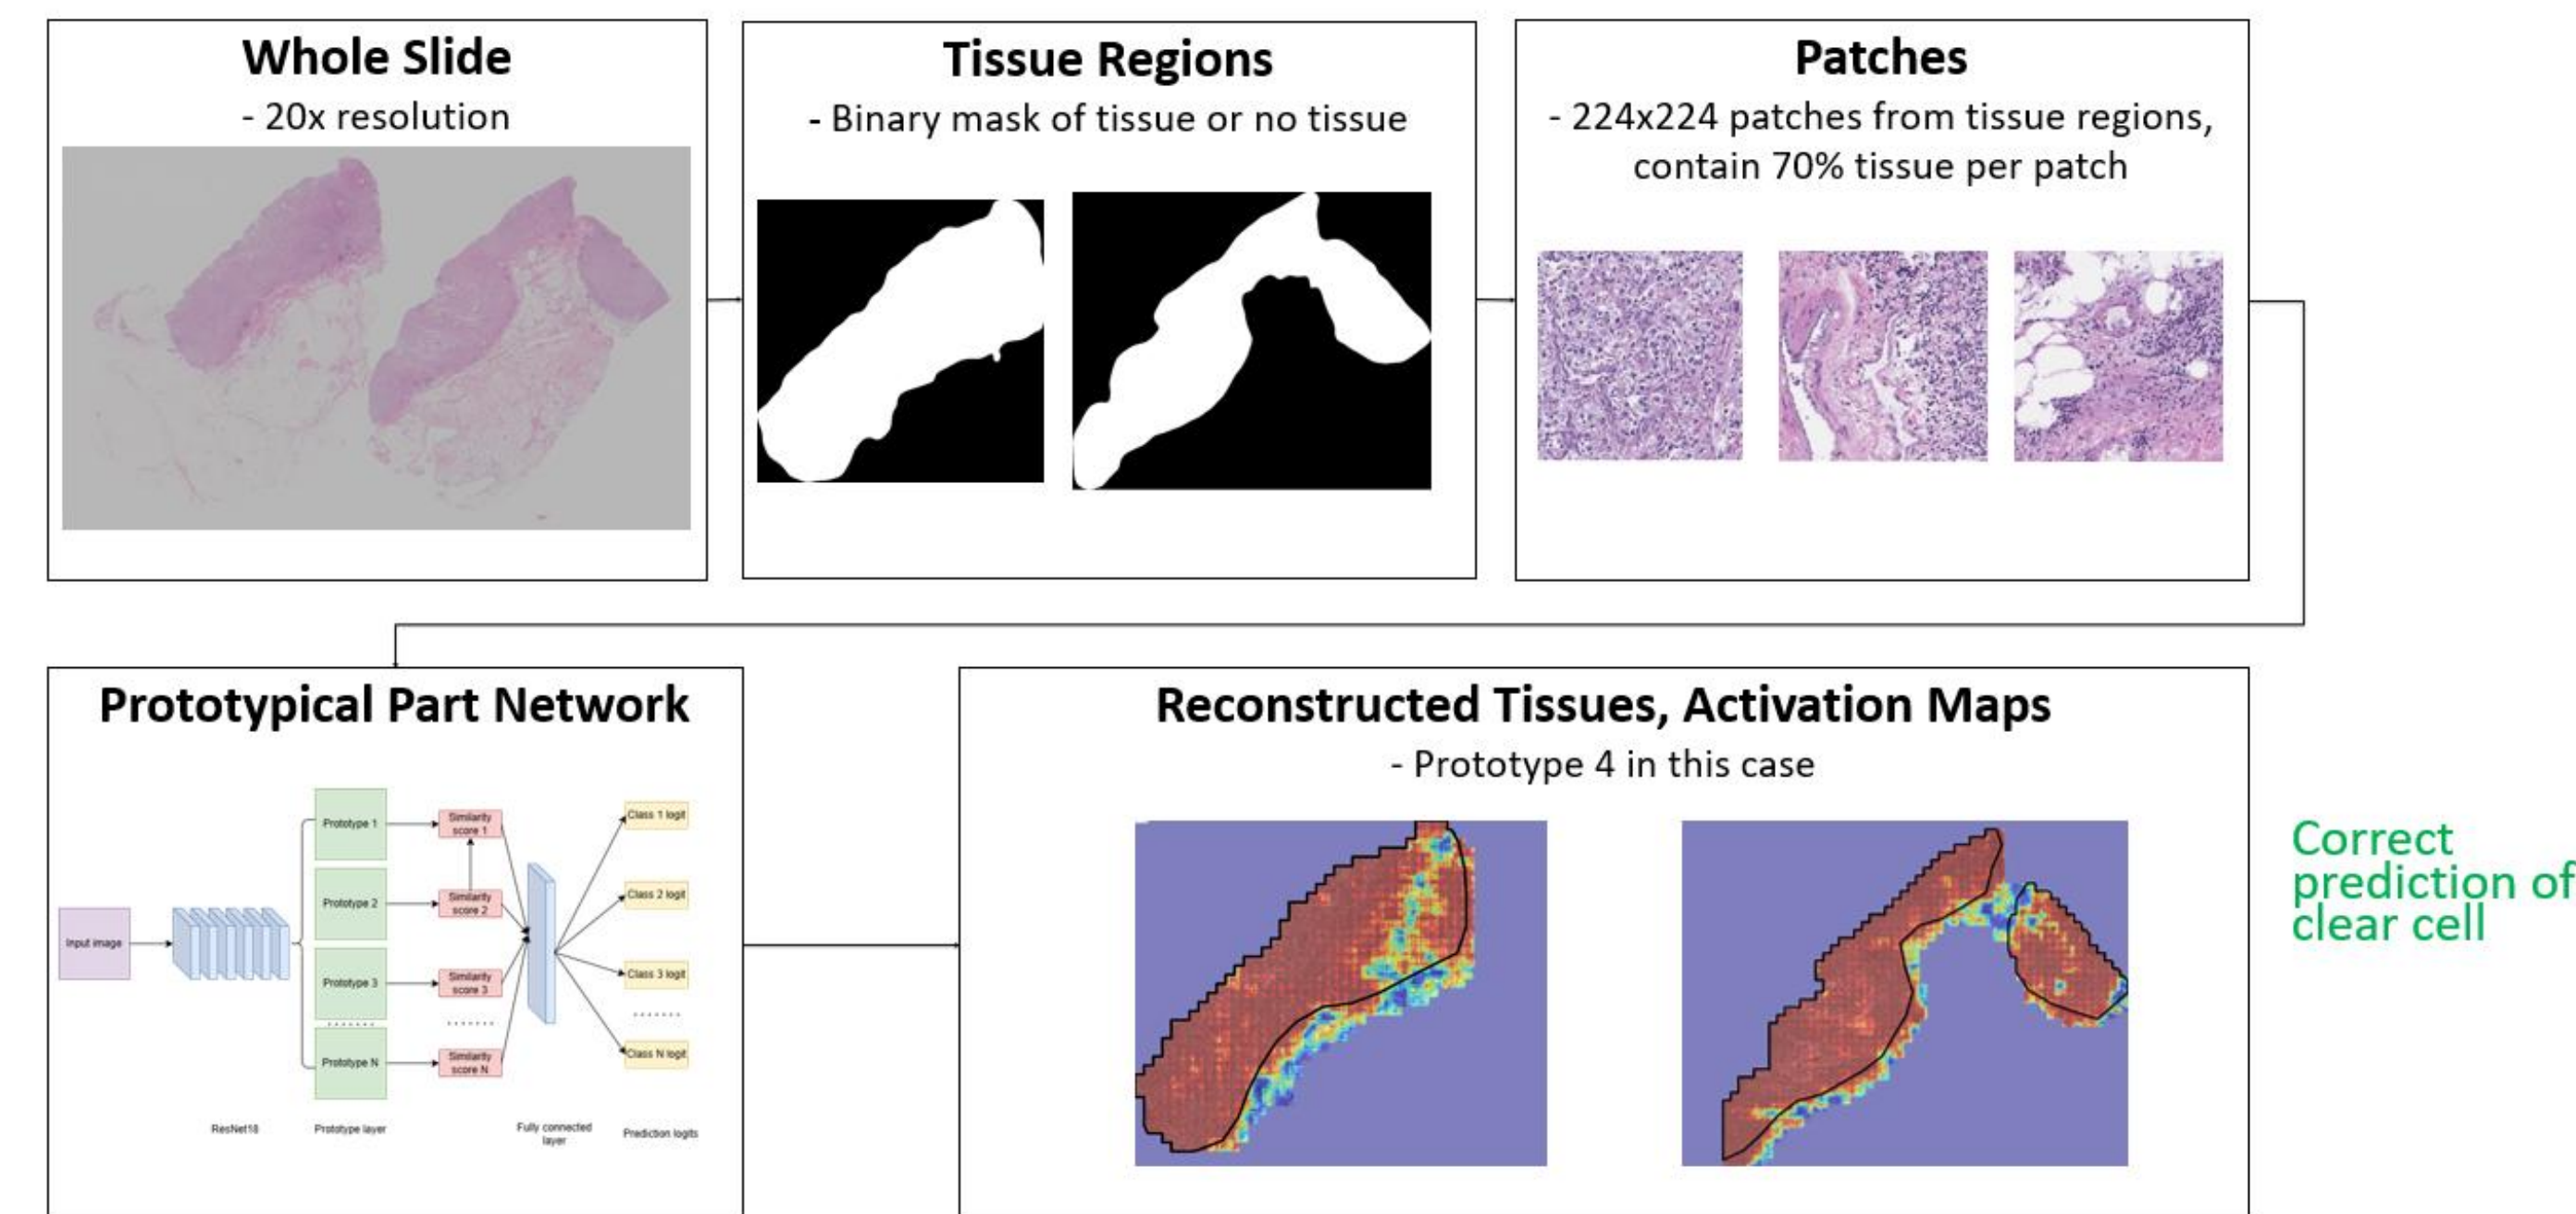 Whole Slide
- 20x resolution
Tissue Regions
- Binary mask of tissue or no tissue
Patches
- 224x224 patches from tissue regions,
contain 70% tissue per patch
Prototypical Part Network
Input image
Prototype 1
Prototype 2
Prototype 3
.......
Prototype N
Similarity
score 1
Similarity
score 2
Similarity
score 3
.......
Similarity
score N
Class 1 logit
Class 2 logit
Class 3 logit
.......
Class N logit
ResNet18
Prototype layer
Fully connected
layer
Prediction logits
Reconstructed Tissues, Activation Maps
- Prototype 4 in this case
Correct
prediction of
clear cell